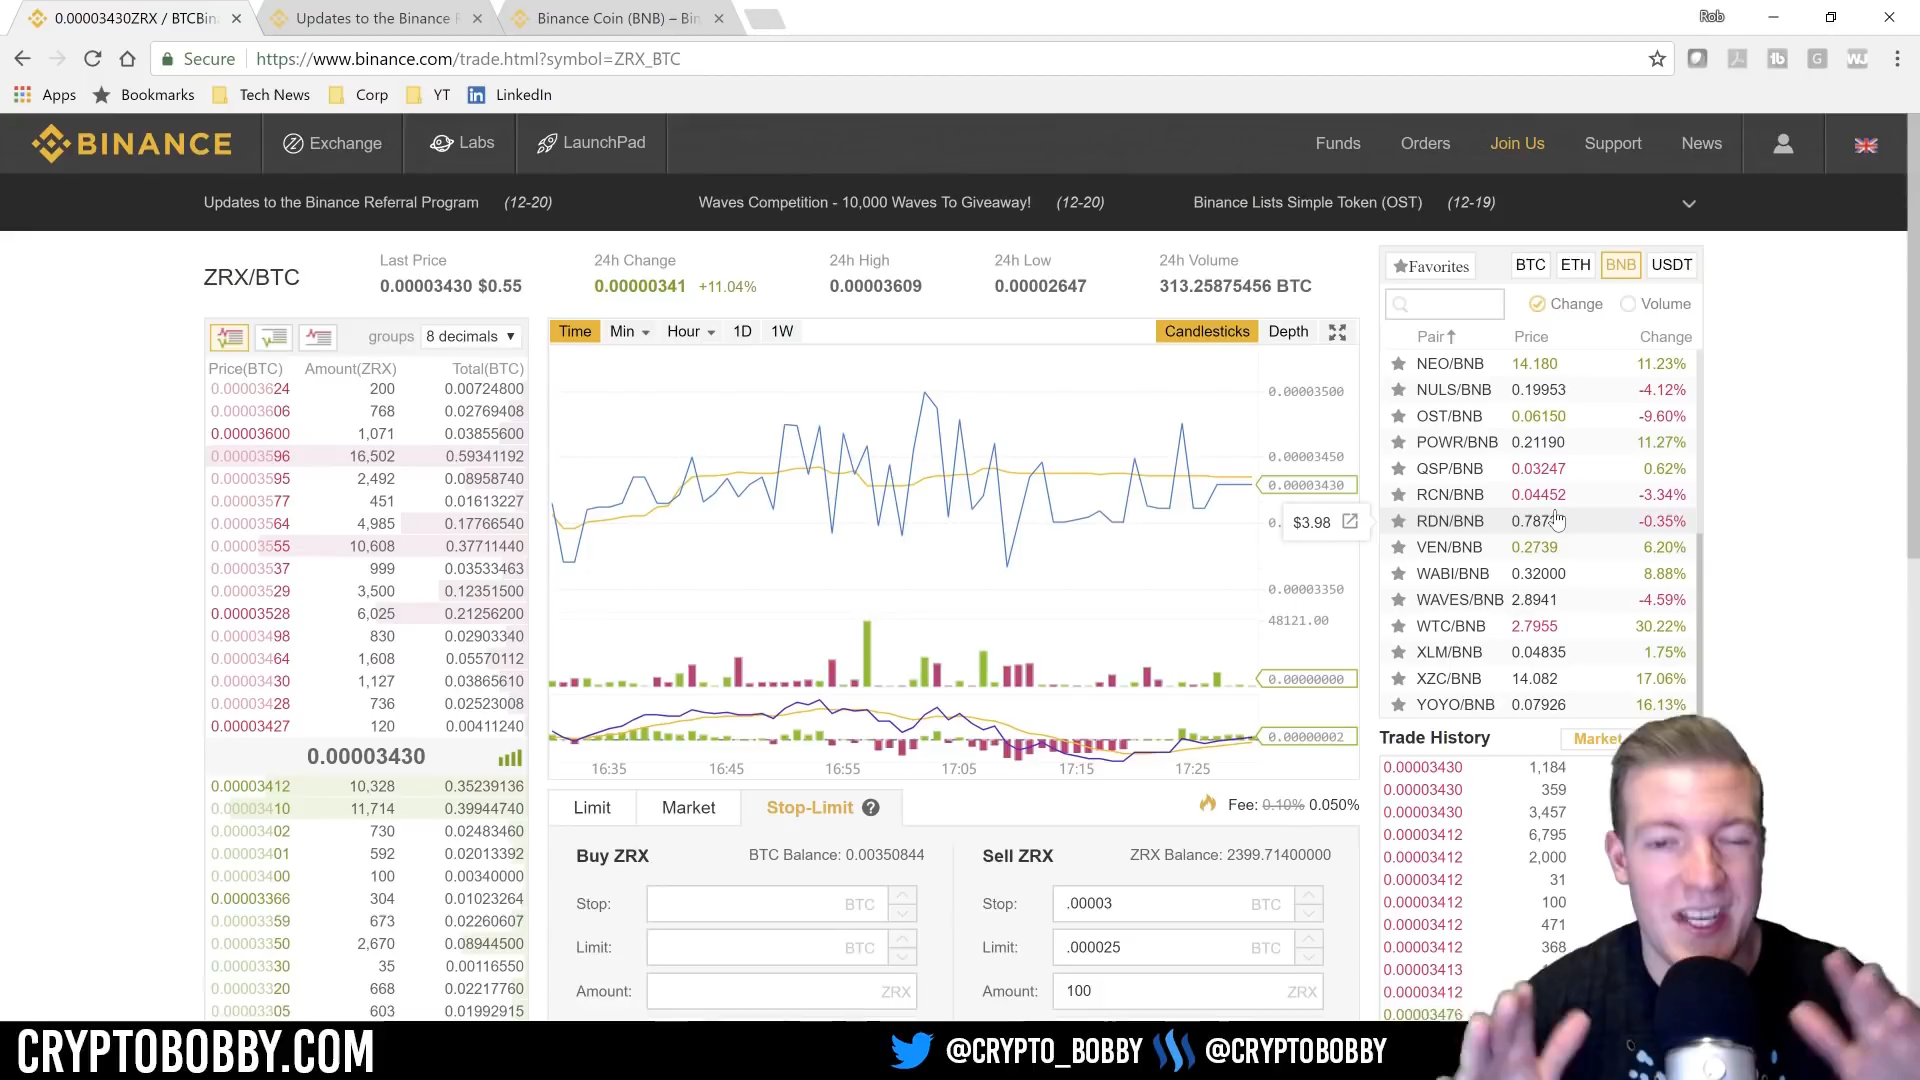 0.00003430ZRX / BTCBin
Updates to the Binance R
Binance Coin (BNB) – Bin
Rob
Secure
https://www.binance.com/trade.html?symbol=ZRX_BTC
Apps
Bookmarks
Tech News
Corp
YT
LinkedIn
BINANCE
Exchange
Labs
LaunchPad
Funds
Orders
Join Us
Support
News
Updates to the Binance Referral Program (12-20)
Waves Competition - 10,000 Waves To Giveaway! (12-20)
Binance Lists Simple Token (OST) (12-19)
ZRX/BTC
Last Price
0.00003430 $0.55
24h Change
0.00000341 +11.04%
24h High
0.00003609
24h Low
0.00002647
24h Volume
313.25875456 BTC
groups 8 decimals
Price(BTC) Amount(ZRX) Total(BTC)
0.00003624 200 0.00724800
0.00003606 768 0.02769408
0.00003600 1,071 0.03855600
0.00003596 16,502 0.59341192
0.00003595 2,492 0.08958740
0.00003577 451 0.01613227
0.00003564 4,985 0.17766540
0.00003555 10,608 0.37711440
0.00003537 999 0.03533463
0.00003529 3,500 0.12351500
0.00003528 6,025 0.21256200
0.00003498 830 0.02903340
0.00003464 1,608 0.05570112
0.00003430 1,127 0.03865610
0.00003428 736 0.02523008
0.00003427 120 0.00411240
0.00003430
0.00003412 10,328 0.35239136
0.00003410 11,714 0.39944740
0.00003402 730 0.02483460
0.00003401 592 0.02013392
0.00003400 100 0.00340000
0.00003366 304 0.01023264
0.00003359 673 0.02260607
0.00003350 2,670 0.08944500
0.00003330 35 0.00116550
0.00003320 668 0.02217760
0.00003305 603 0.01992915
Time Min Hour 1D 1W
Candlesticks Depth
0.00003500
0.00003450
0.00003430
0.
$3.98
0.00003350
48121.00
0.00000000
0.00000002
16:35 16:45 16:55 17:05 17:15 17:25
Limit Market Stop-Limit
Fee: 0.10% 0.050%
Buy ZRX BTC Balance: 0.00350844
Stop: BTC
Limit: BTC
Amount: ZRX
Sell ZRX ZRX Balance: 2399.71400000
Stop: .00003 BTC
Limit: .000025 BTC
Amount: 100 ZRX
Favorites BTC ETH BNB USDT
Change Volume
Pair Price Change
NEO/BNB 14.180 11.23%
NULS/BNB 0.19953 -4.12%
OST/BNB 0.06150 -9.60%
POWR/BNB 0.21190 11.27%
QSP/BNB 0.03247 0.62%
RCN/BNB 0.04452 -3.34%
RDN/BNB -0.35%
VEN/BNB 0.2739 6.20%
WABI/BNB 0.32000 8.88%
WAVES/BNB 2.8941 -4.59%
WTC/BNB 2.7955 30.22%
XLM/BNB 0.04835 1.75%
XZC/BNB 14.082 17.06%
YOYO/BNB 0.07926 16.13%
Trade History Market
0.00003430 1,184
0.00003430 359
0.00003430 3,457
0.00003412 6,795
0.00003412 2,000
0.00003412 31
0.00003412 100
0.00003412 471
0.00003412 368
0.00003413
0.00003412
0.00003476
CRYPTOBOBBY.COM
@CRYPTO_BOBBY
@CRYPTOBOBBY